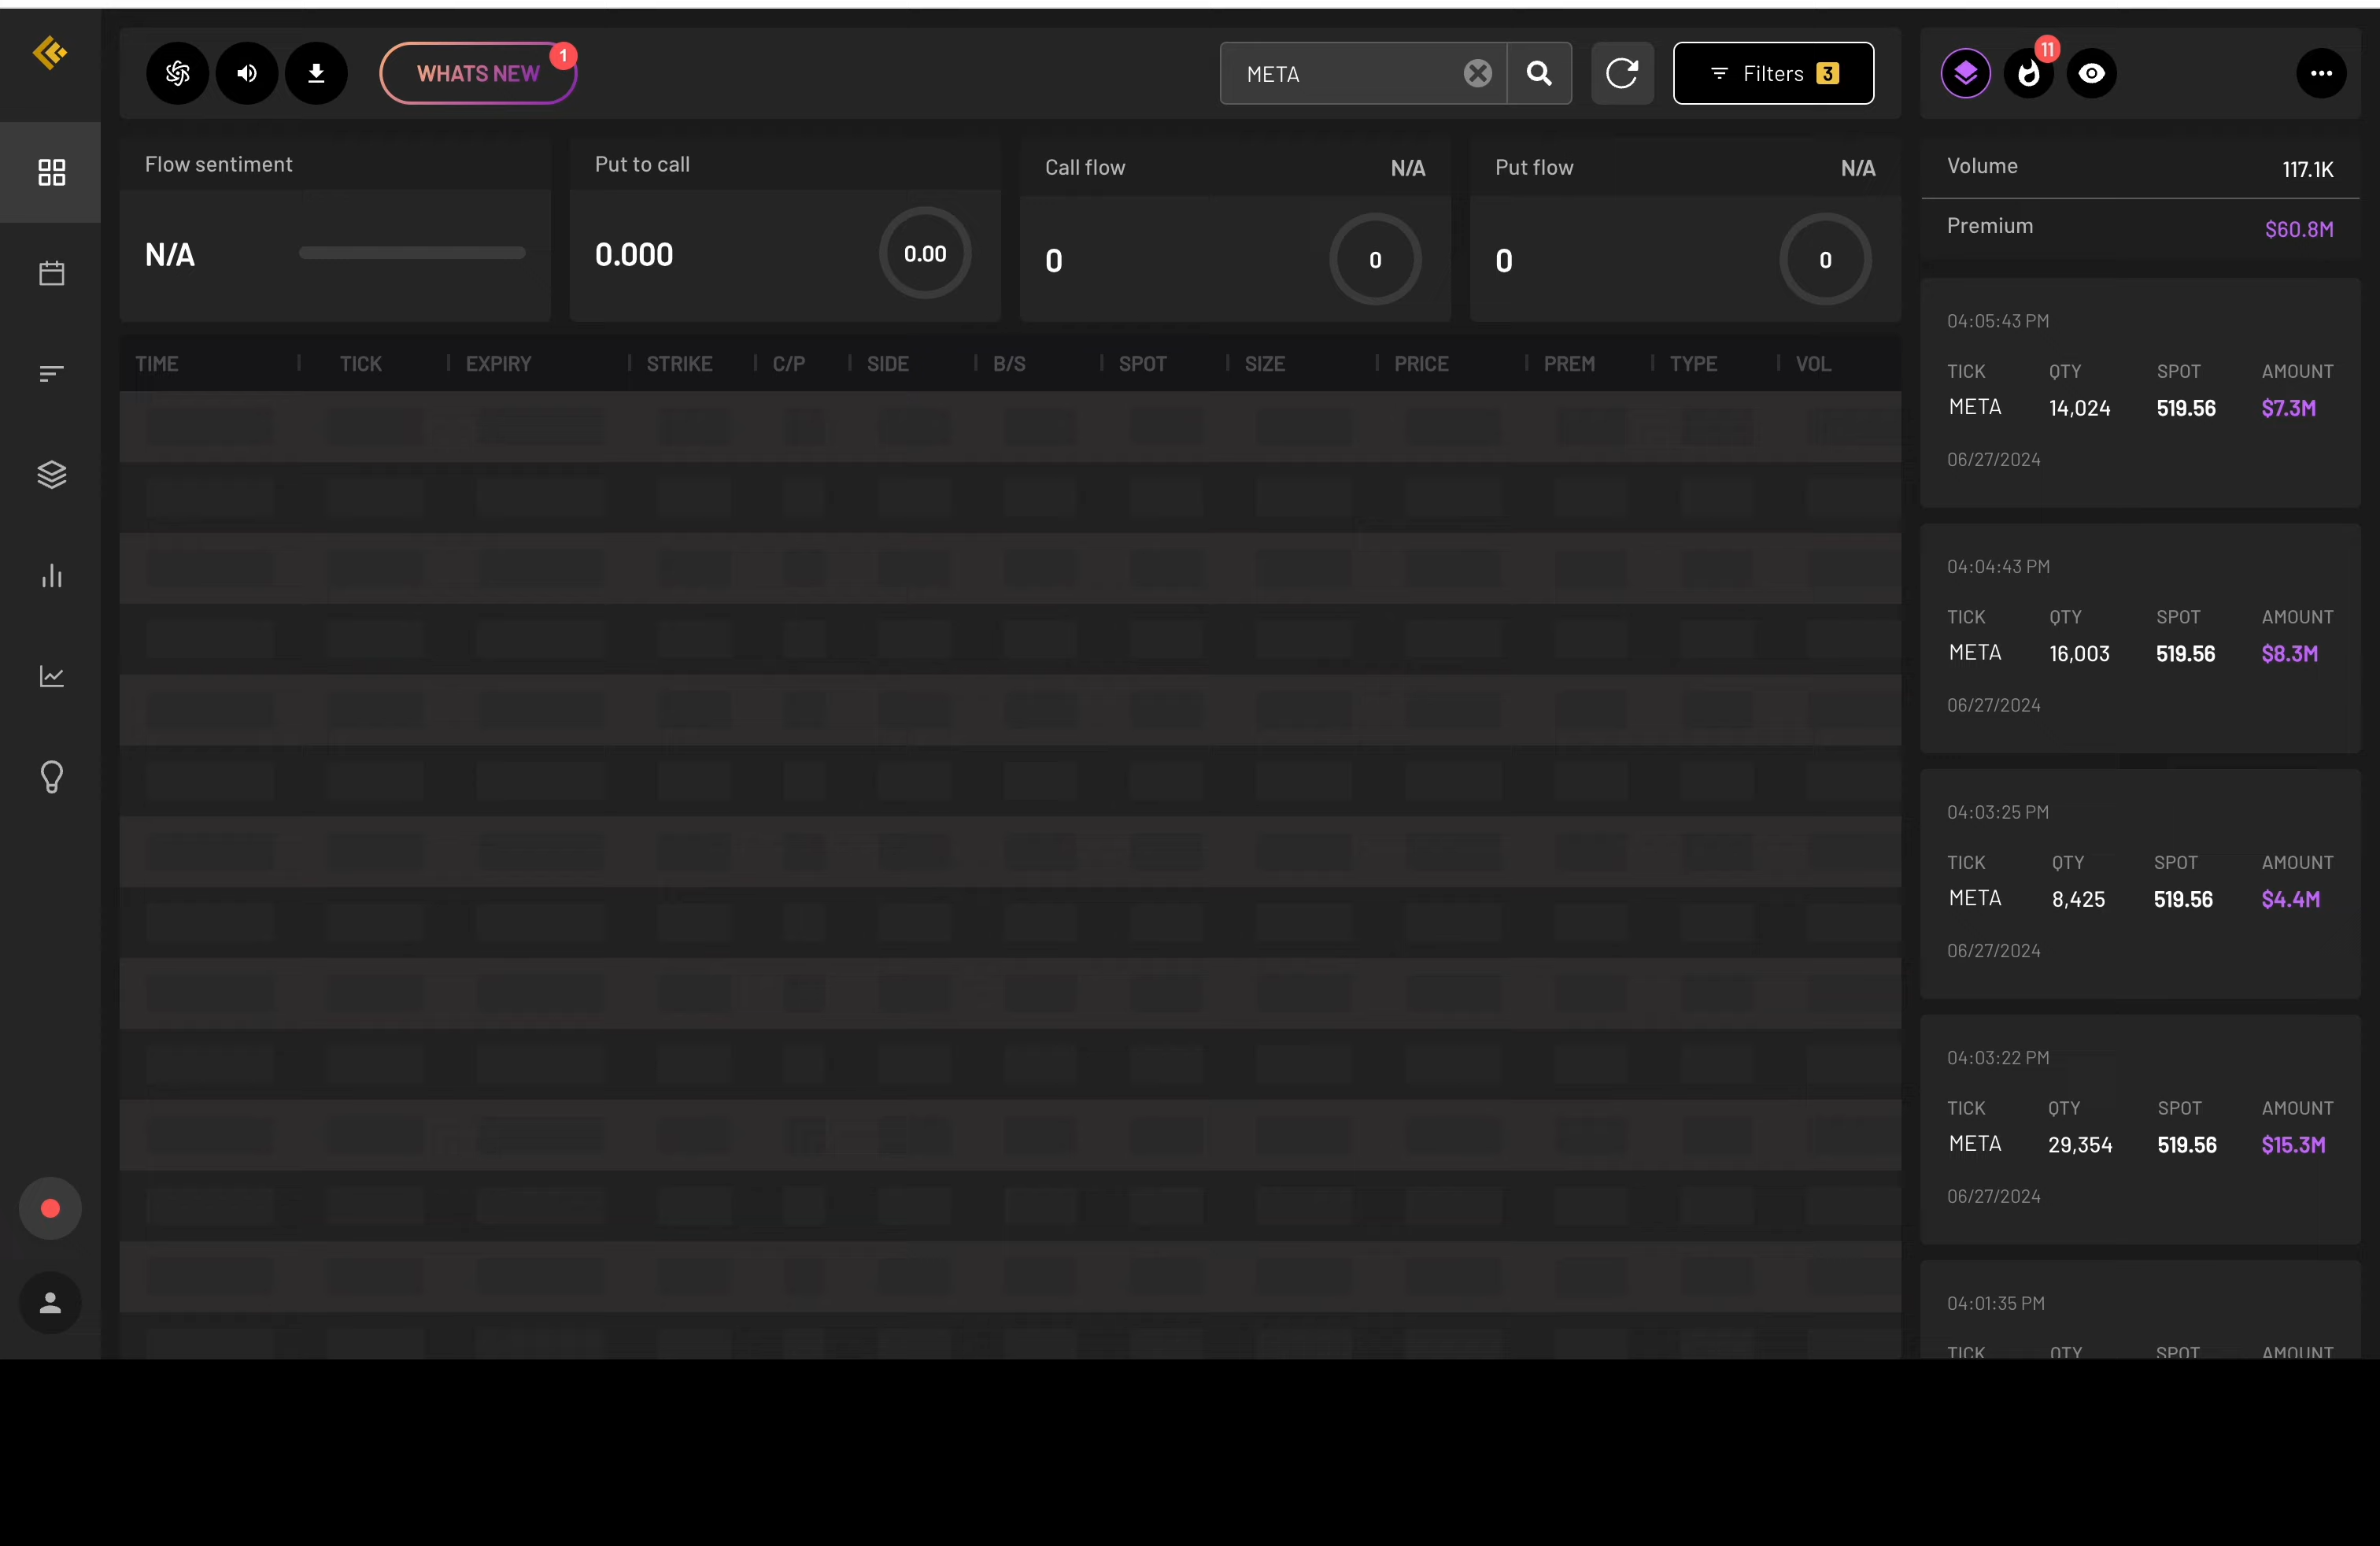 WHATS NEW 1
META
Filters 3
11
Flow sentiment
N/A
Put to call
0.000 0.00
Call flow N/A
0 0
Put flow N/A
0 0
TIME TICK EXPIRY STRIKE C/P SIDE B/S SPOT SIZE PRICE PREM TYPE VOL
Volume 117.1K
Premium $60.8M
04:05:43 PM
TICK QTY SPOT AMOUNT
META 14,024 519.56 $7.3M
06/27/2024
04:04:43 PM
TICK QTY SPOT AMOUNT
META 16,003 519.56 $8.3M
06/27/2024
04:03:25 PM
TICK QTY SPOT AMOUNT
META 8,425 519.56 $4.4M
06/27/2024
04:03:22 PM
TICK QTY SPOT AMOUNT
META 29,354 519.56 $15.3M
06/27/2024
04:01:35 PM
TICK QTY SPOT AMOUNT